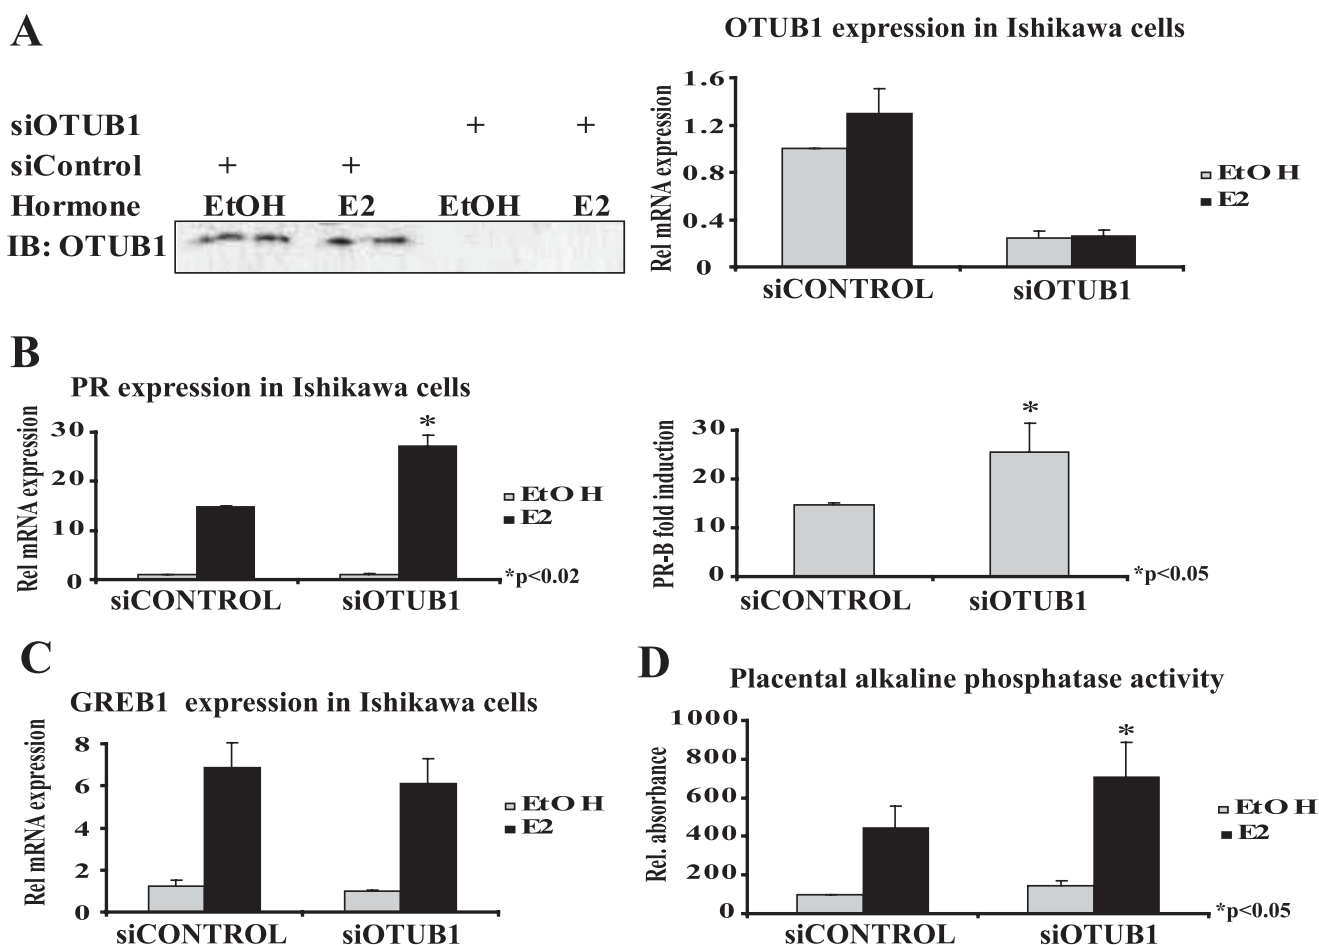 A
siOTUB1 + +
siControl + +
Hormone EtOH E2 EtOH E2
IB: OTUB1
OTUB1 expression in Ishikawa cells
Rel mRNA expression
1.6
1.2
0.8
0.4
0
siCONTROL siOTUB1
EtOH
E2
B
PR expression in Ishikawa cells
Rel mRNA expression
30
20
10
0
*
siCONTROL siOTUB1
EtOH
E2
*p<0.02
PR-B fold induction
30
20
10
0
*
siCONTROL siOTUB1
*p<0.05
C
GREB1 expression in Ishikawa cells
Rel mRNA expression
8
6
4
2
0
siCONTROL siOTUB1
EtOH
E2
D
Placental alkaline phosphatase activity
Rel. absorbance
1000
800
600
400
200
0
*
siCONTROL siOTUB1
EtOH
E2
*p<0.05